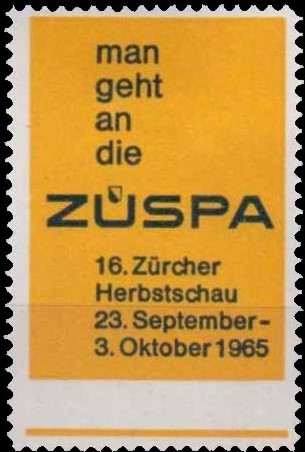 man
geht
an
die
ZÜSPA
16. Zürcher
Herbstschau
23. September-
3. Oktober 1965